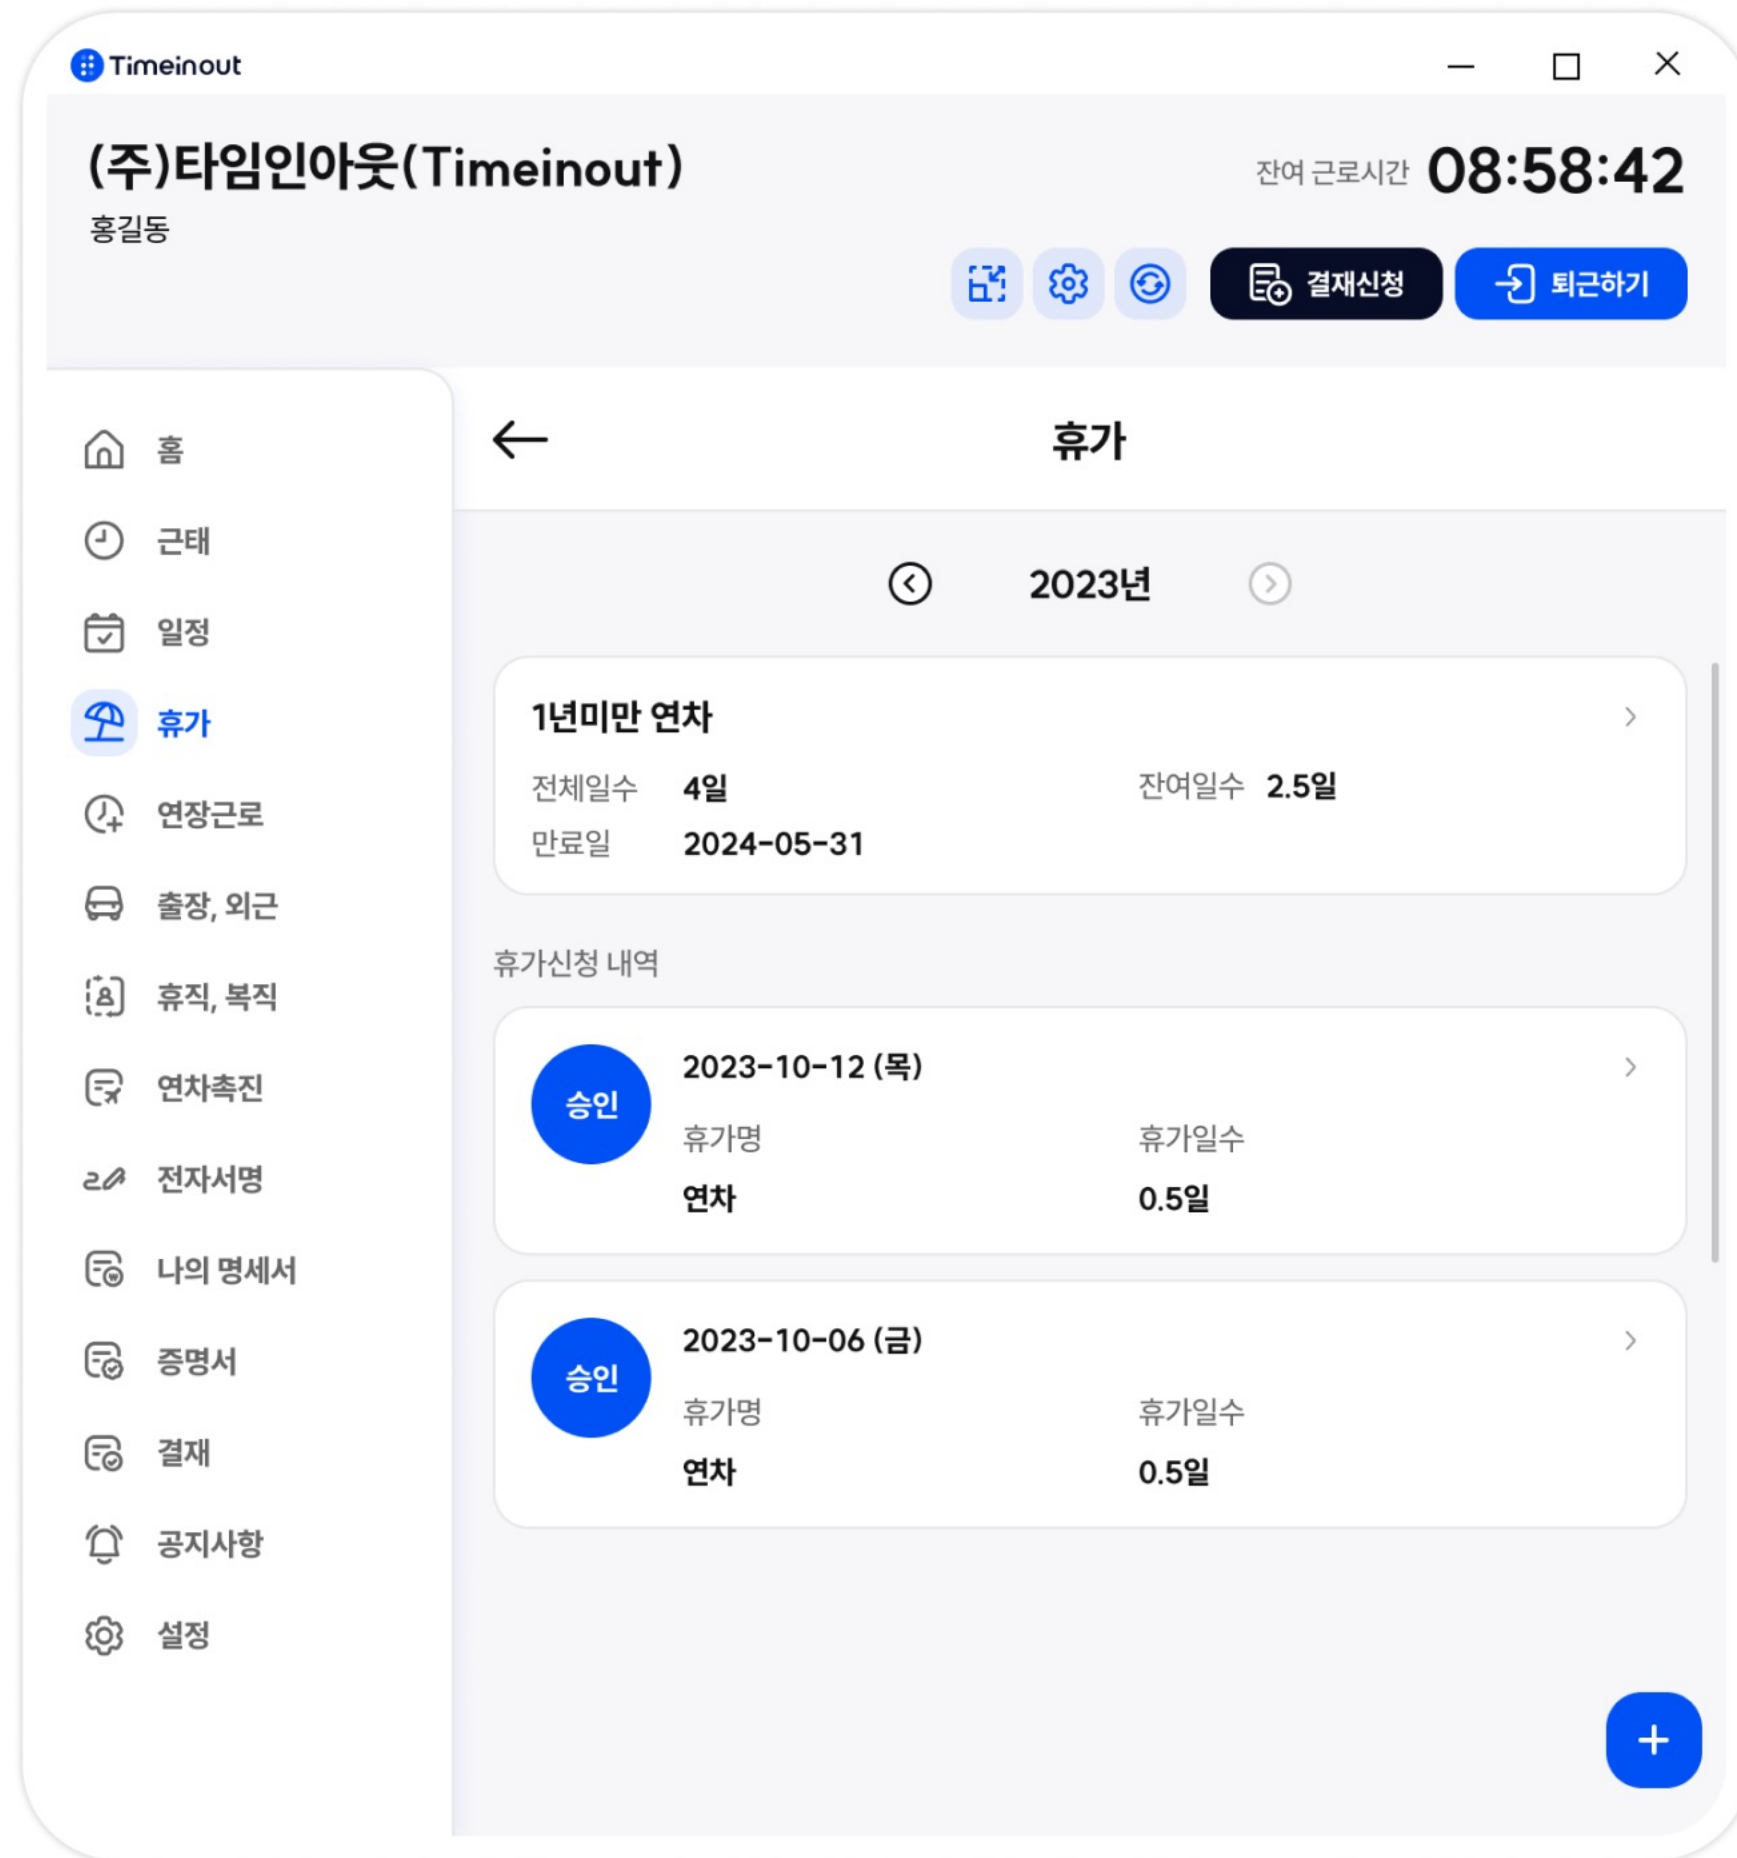 Timeinout
(주)타임인아웃(Timeinout)
홍길동
잔여 근로시간 08:58:42
결재신청
퇴근하기
홈
근태
일정
휴가
연장근로
출장, 외근
휴직, 복직
연차촉진
전자서명
나의 명세서
증명서
결재
공지사항
설정
휴가
2023년
1년미만 연차
전체일수 4일 잔여일수 2.5일
만료일 2024-05-31
휴가신청 내역
승인
2023-10-12 (목)
휴가명 휴가일수
연차 0.5일
승인
2023-10-06 (금)
휴가명 휴가일수
연차 0.5일